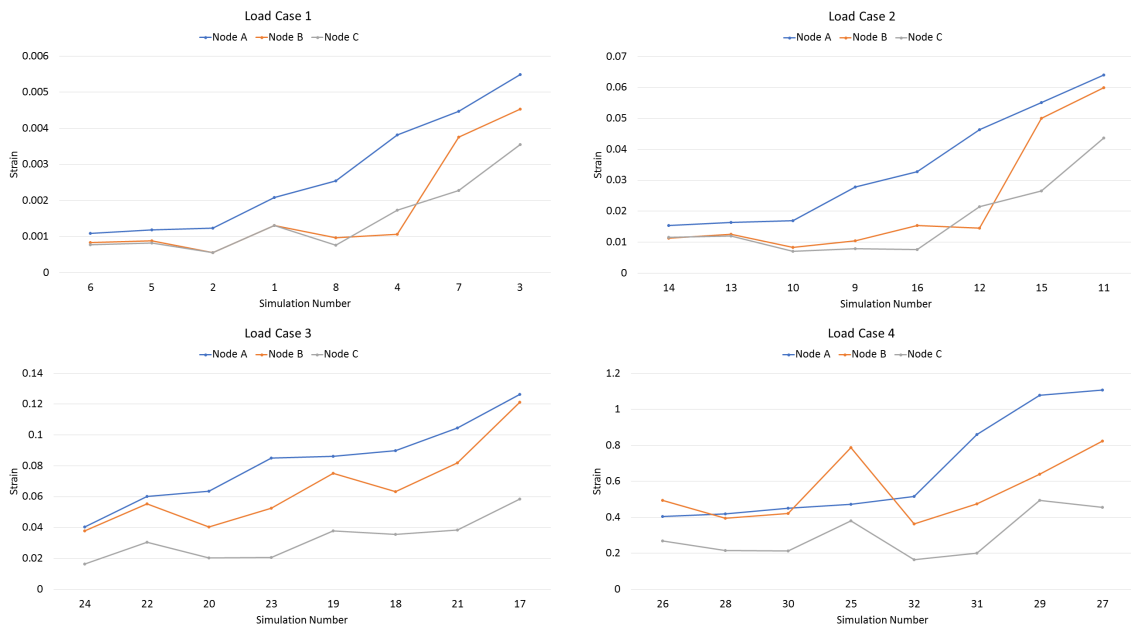 Load Case 1
Node A Node B Node C
0.006
0.005
0.004
0.003
0.002
0.001
0
Strain
6 5 2 1 8 4 7 3
Simulation Number
Load Case 2
Node A Node B Node C
0.07
0.06
0.05
0.04
0.03
0.02
0.01
0
Strain
14 13 10 9 16 12 15 11
Simulation Number
Load Case 3
Node A Node B Node C
0.14
0.12
0.1
0.08
0.06
0.04
0.02
0
Strain
24 22 20 23 19 18 21 17
Simulation Number
Load Case 4
Node A Node B Node C
1.2
1
0.8
0.6
0.4
0.2
0
Strain
26 28 30 25 32 31 29 27
Simulation Number